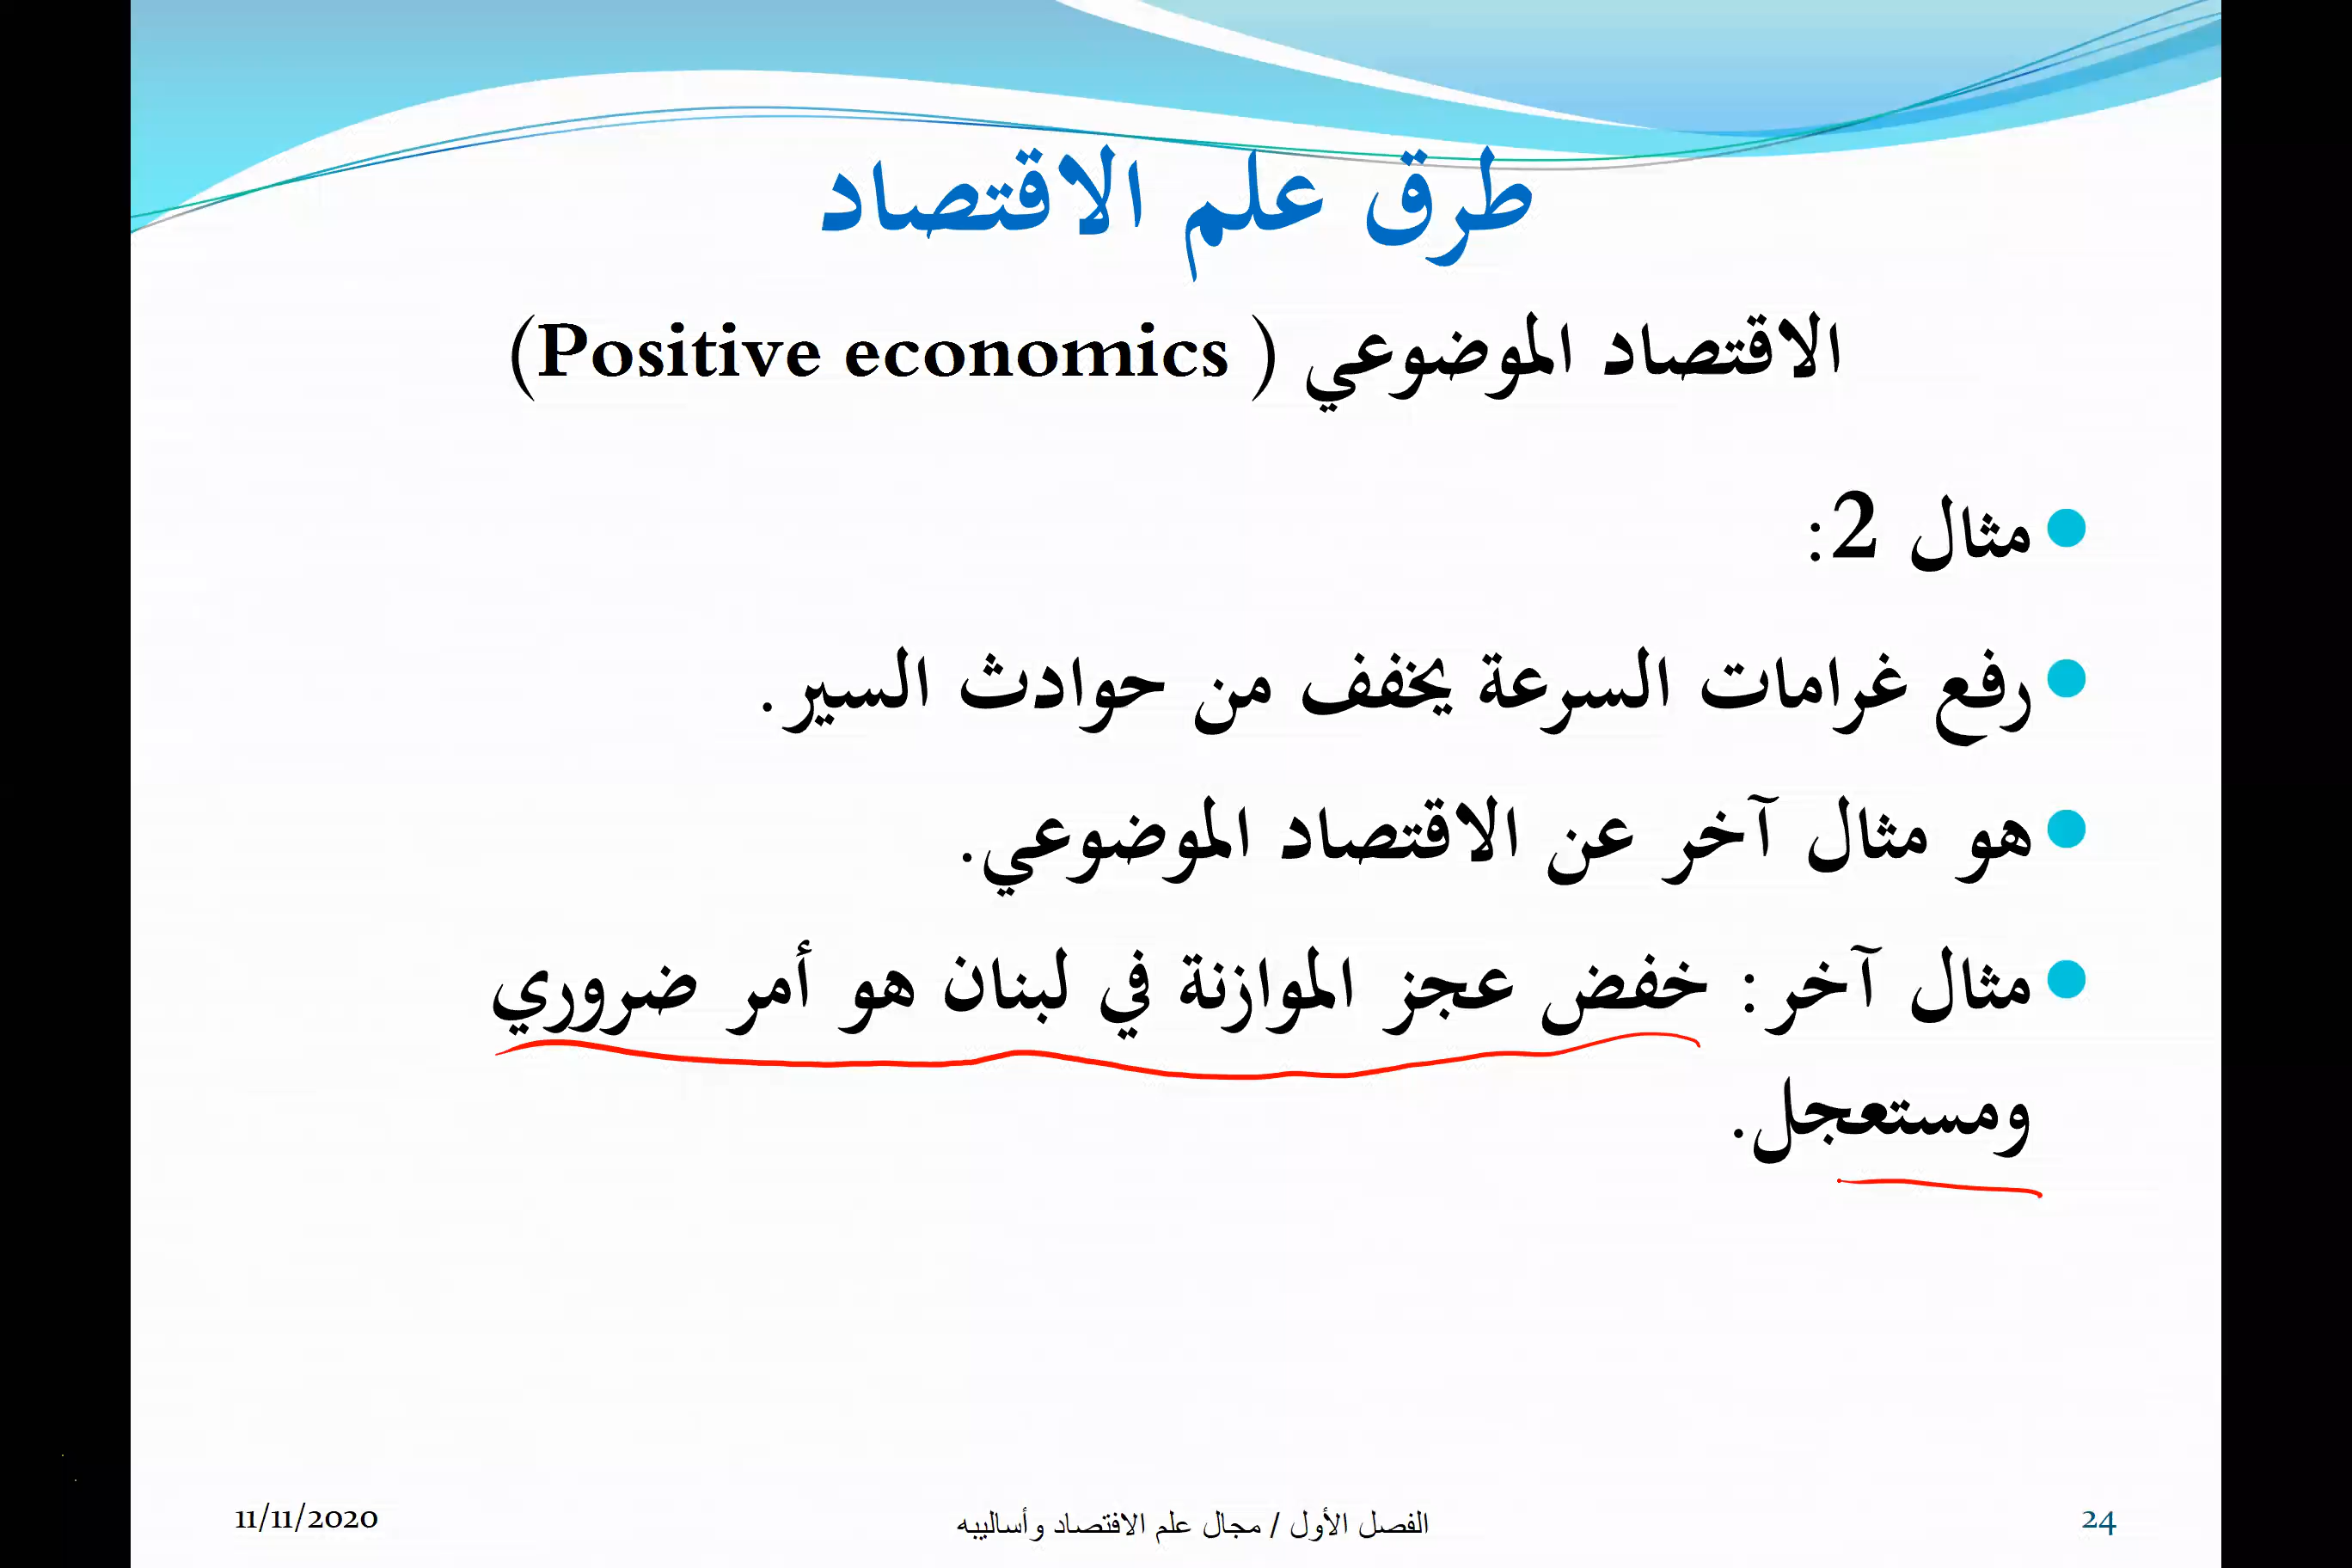 طرق علم الاقتصاد
الاقتصاد الموضوعي ( Positive economics)
مثال 2:
رفع غرامات السرعة يخفف من حوادث السير.
هو مثال آخر عن الاقتصاد الموضوعي.
مثال آخر: خفض عجز الموازنة في لبنان هو أمر ضروري
ومستعجل.
11/11/2020
الفصل الأول / مجال علم الاقتصاد وأساليبه
24